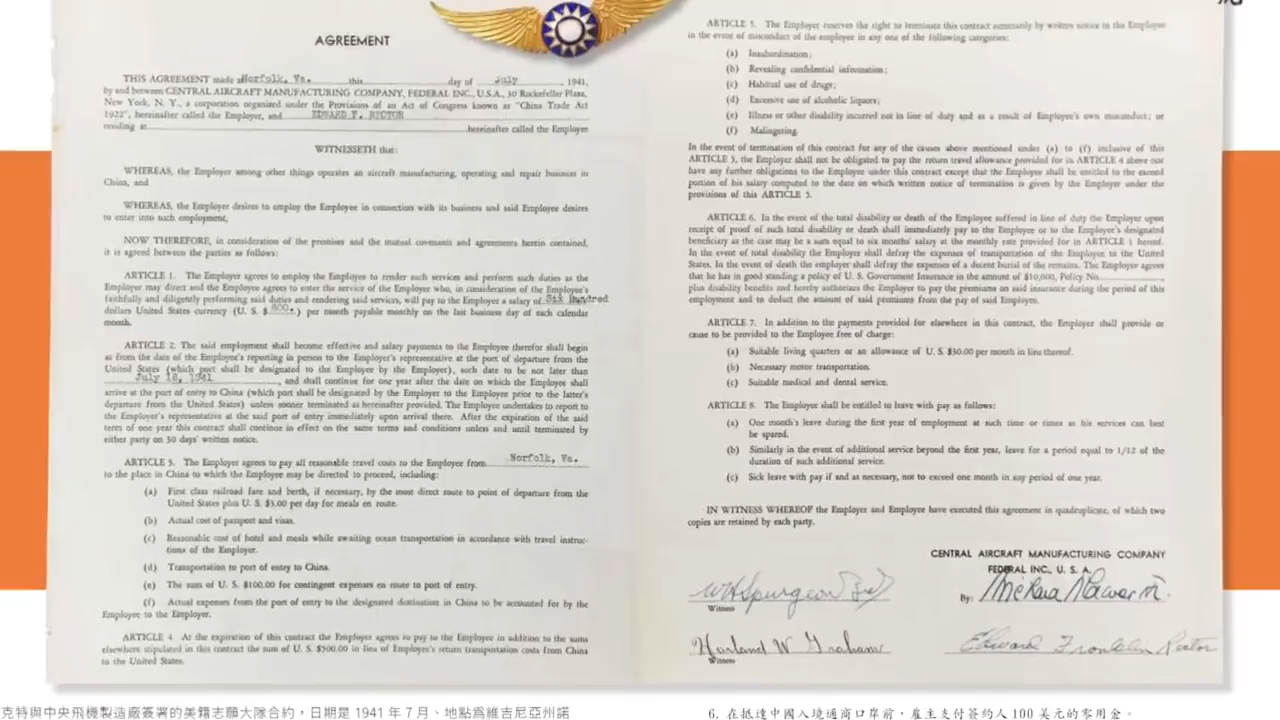 AGREEMENT
THIS AGREEMENT made at Norfolk, Va. this day of July, 1941,
by and between CENTRAL AIRCRAFT MANUFACTURING COMPANY, FEDERAL INC., U.S.A., 30 Rockefeller Plaza,
New York, N. Y., a corporation organized under the Provisions of an Act of Congress known as "China Trade Act
1922", hereinafter called the Employer, and EDWARD F. RECTOR
residing at hereinafter called the Employee
WITNESSETH that:
WHEREAS, the Employer among other things operates an aircraft manufacturing, operating and repair business in
China, and
WHEREAS, the Employer desires to employ the Employee in connection with its business and said Employee desires
to enter into such employment,
NOW THEREFORE, in consideration of the premises and the mutual covenants and agreements herein contained,
it is agreed between the parties as follows:
ARTICLE 1. The Employer agrees to employ the Employee to render such services and perform such duties as the
Employer may direct and the Employee agrees to enter the service of the Employer who, in consideration of the Employee's
faithfully and diligently performing said duties and rendering said services, will pay to the Employee a salary of Six Hundred
dollars United States currency (U. S. $ 600. ) per month payable monthly on the last business day of each calendar
month.
ARTICLE 2. The said employment shall become effective and salary payments to the Employee therefor shall begin
as from the date of the Employee's reporting in person to the Employer's representative at the port of departure from the
United States (which port shall be designated by the Employer to the Employee), such date to be not later than
July 18, 1941, and shall continue for one year after the date on which the Employee shall
arrive at the port of entry to China (which port shall be designated by the Employer to the Employee prior to the latter's
departure from the United States) unless sooner terminated as hereinafter provided. The Employee undertakes to report to
the Employer's representative at the said port of entry immediately upon arrival there. After the expiration of the said
term of one year this contract shall continue in effect on the same terms and conditions unless and until terminated by
either party on 30 days' written notice.
ARTICLE 3. The Employer agrees to pay all reasonable travel costs to the Employee from Norfolk, Va.
to the place in China to which the Employee may be directed to proceed, including:
(a) First class railroad fare and berth, if necessary, by the most direct route to point of departure from the
United States plus U. S. $5.00 per day for meals en route.
(b) Actual cost of passport and visas.
(c) Reasonable cost of hotel and meals while awaiting ocean transportation in accordance with travel instruc-
tions of the Employer.
(d) Transportation to port of entry to China.
(e) The sum of U. S. $100.00 for contingent expenses en route to port of entry.
(f) Actual expenses from the port of entry to the designated destination in China to be accounted for by the
Employee to the Employer.
ARTICLE 4. At the expiration of this contract the Employer agrees to pay to the Employee in addition to the sums
elsewhere stipulated in this contract the sum of U. S. $500.00 in lieu of Employee's return transportation costs from China
to the United States.
ARTICLE 5. The Employer reserves the right to terminate this contract summarily by written notice to the Employee
in the event of misconduct of the employee in any one of the following categories:
(a) Insubordination;
(b) Revealing confidential information;
(c) Habitual use of drugs;
(d) Excessive use of alcoholic liquors;
(e) Illness or other disability incurred not in line of duty and as a result of Employee's own misconduct; or
(f) Malingering.
In the event of termination of this contract for any of the causes above mentioned under (a) to (f) inclusive of this
ARTICLE 5, the Employer shall not be obligated to pay the return travel allowance provided for in ARTICLE 4 above nor
have any further obligations to the Employee under this contract except that the Employee shall be entitled to the earned
portion of his salary computed to the date on which written notice of termination is given by the Employer under the
provisions of this ARTICLE 5.
ARTICLE 6. In the event of the total disability or death of the Employee suffered in line of duty the Employer upon
receipt of proof of such total disability or death shall immediately pay to the Employee or to the Employee's designated
beneficiary as the case may be a sum equal to six months' salary at the monthly rate provided for in ARTICLE 1 hereof.
In the event of total disability the Employer shall defray the expenses of transportation of the Employee to the United
States. In the event of death the employer shall defray the expenses of a decent burial of the remains. The Employee agrees
that he has in good standing a policy of U. S. Government Insurance in the amount of $10,000, Policy No.
plus disability benefits and hereby authorizes the Employer to pay the premiums on said insurance during the period of this
employment and to deduct the amount of said premiums from the pay of said Employee.
ARTICLE 7. In addition to the payments provided for elsewhere in this contract, the Employer shall provide or
cause to be provided to the Employee free of charge:
(a) Suitable living quarters or an allowance of U. S. $30.00 per month in lieu thereof.
(b) Necessary motor transportation.
(c) Suitable medical and dental service.
ARTICLE 8. The Employee shall be entitled to leave with pay as follows:
(a) One month's leave during the first year of employment at such time or times as his services can best
be spared.
(b) Similarly in the event of additional service beyond the first year, leave for a period equal to 1/12 of the
duration of such additional service.
(c) Sick leave with pay if and as necessary, not to exceed one month in any period of one year.
IN WITNESS WHEREOF the Employer and Employee have executed this agreement in quadruplicate, of which two
copies are retained by each party.
CENTRAL AIRCRAFT MANUFACTURING COMPANY
FEDERAL INC., U. S. A.
WHSpurgeon
Witness
By:
Harland W Grahame
Witness
Edward Franklin Rector
克特與中央飛機製造廠簽署的美籍志願大隊合約，日期是 1941 年 7 月、地點為維吉尼亞州諾
6. 在抵達中國入境通商口岸前，雇主支付簽約人 100 美元的零用金。